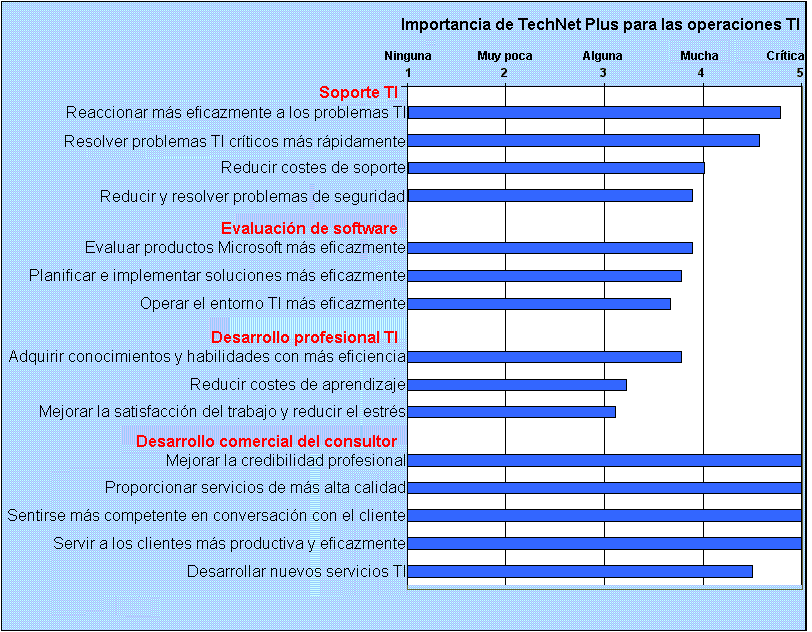 Importancia de TechNet Plus para las operaciones TI
Ninguna Muy poca Alguna Mucha Crítica
1 2 3 4 5
Soporte TI
Reaccionar más eficazmente a los problemas TI
Resolver problemas TI críticos más rápidamente
Reducir costes de soporte
Reducir y resolver problemas de seguridad
Evaluación de software
Evaluar productos Microsoft más eficazmente
Planificar e implementar soluciones más eficazmente
Operar el entorno TI más eficazmente
Desarrollo profesional TI
Adquirir conocimientos y habilidades con más eficiencia
Reducir costes de aprendizaje
Mejorar la satisfacción del trabajo y reducir el estrés
Desarrollo comercial del consultor
Mejorar la credibilidad profesional
Proporcionar servicios de más alta calidad
Sentirse más competente en conversación con el cliente
Servir a los clientes más productiva y eficazmente
Desarrollar nuevos servicios TI